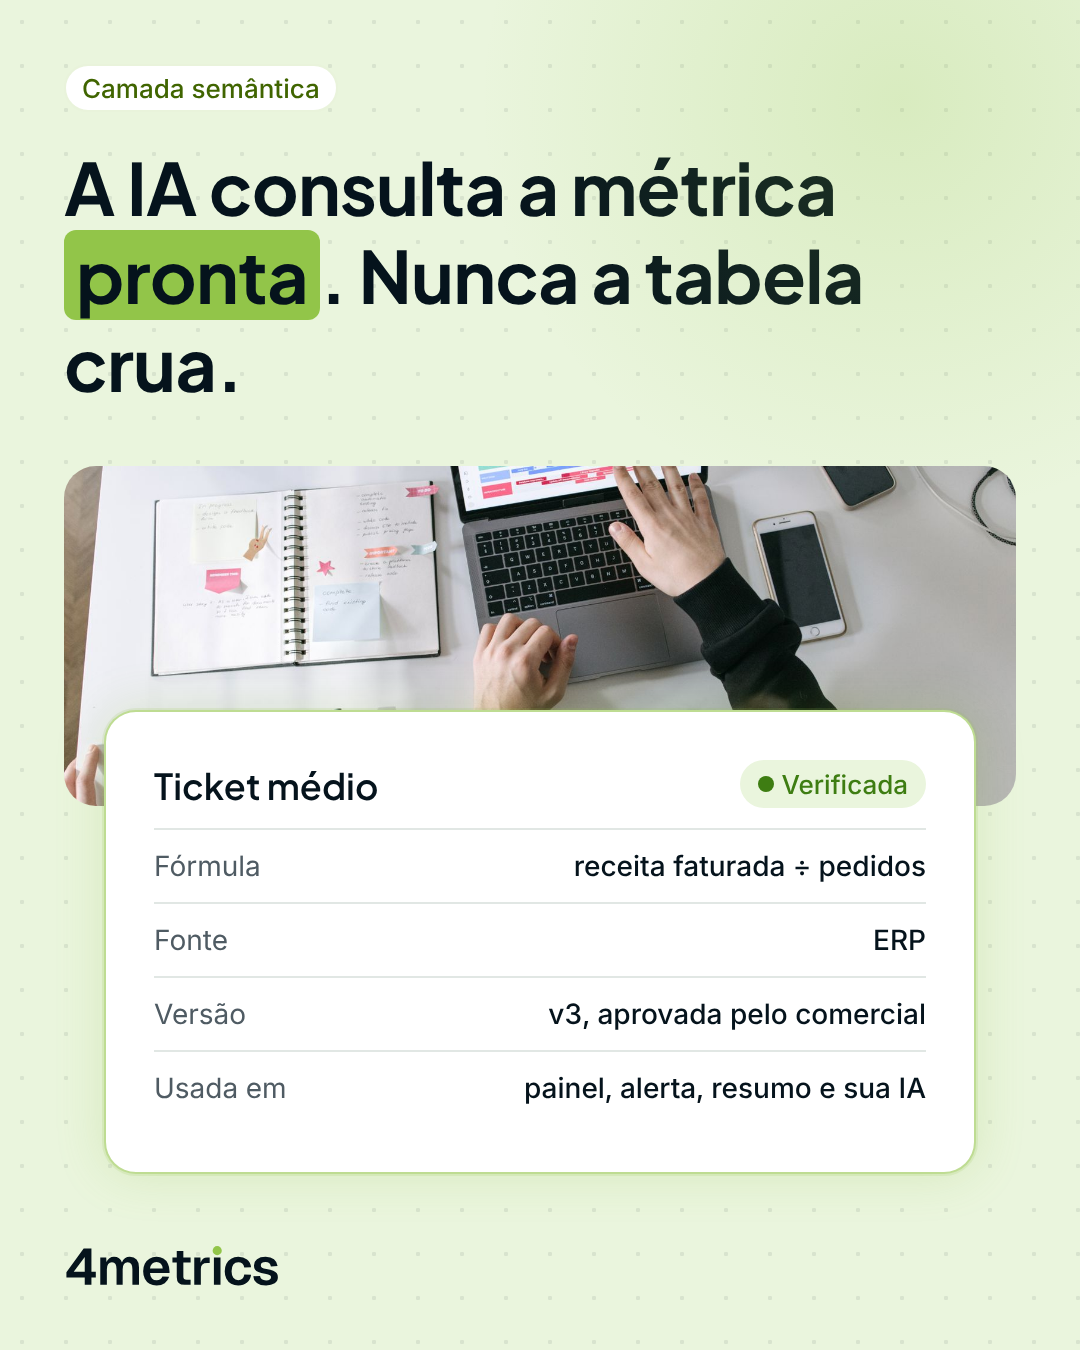 Camada semântica
A IA consulta a métrica
pronta. Nunca a tabela
crua.
Ticket médio
Verificada
Fórmula receita faturada ÷ pedidos
Fonte ERP
Versão v3, aprovada pelo comercial
Usada em painel, alerta, resumo e sua IA
4metrics